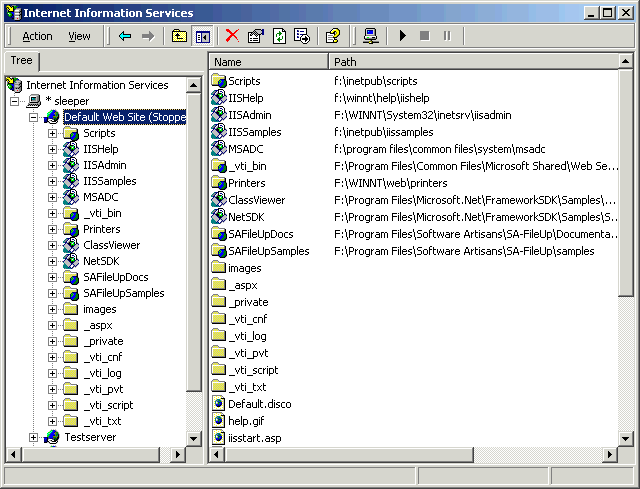 Internet Information Services
Action View
Tree
Internet Information Services
* sleeper
Default Web Site (Stoppe
Scripts
IISHelp
IISAdmin
IISSamples
MSADC
_vti_bin
Printers
ClassViewer
NetSDK
SAFileUpDocs
SAFileUpSamples
images
_aspx
_private
_vti_cnf
_vti_log
_vti_pvt
_vti_script
_vti_txt
Testserver
Name Path
Scripts f:\inetpub\scripts
IISHelp f:\winnt\help\iishelp
IISAdmin F:\WINNT\System32\inetsrv\iisadmin
IISSamples f:\inetpub\iissamples
MSADC f:\program files\common files\system\msadc
_vti_bin F:\Program Files\Common Files\Microsoft Shared\Web Se...
Printers F:\WINNT\web\printers
ClassViewer F:\Program Files\Microsoft.Net\FrameworkSDK\Samples\...
NetSDK F:\Program Files\Microsoft.Net\FrameworkSDK\Samples\S...
SAFileUpDocs F:\Program Files\Software Artisans\SA-FileUp\Documenta...
SAFileUpSamples F:\Program Files\Software Artisans\SA-FileUp\samples
images
_aspx
_private
_vti_cnf
_vti_log
_vti_pvt
_vti_script
_vti_txt
Default.disco
help.gif
iisstart.asp